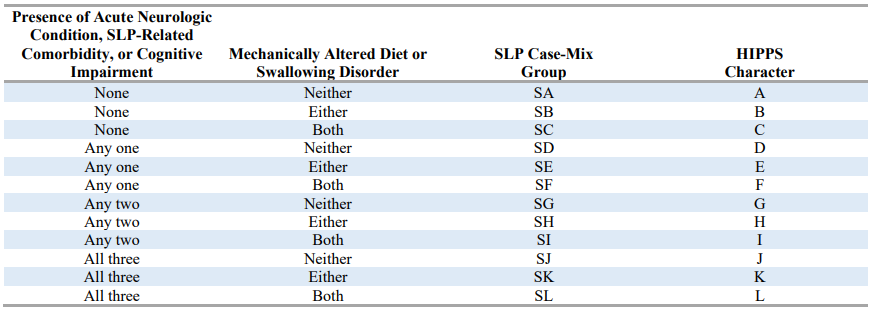 Presence of Acute Neurologic
Condition, SLP-Related
Comorbidity, or Cognitive Mechanically Altered Diet or SLP Case-Mix HIPPS
Impairment Swallowing Disorder Group Character
None Neither SA A
None Either SB B
None Both SC C
Any one Neither SD D
Any one Either SE E
Any one Both SF F
Any two Neither SG G
Any two Either SH H
Any two Both SI I
All three Neither SJ J
All three Either SK K
All three Both SL L